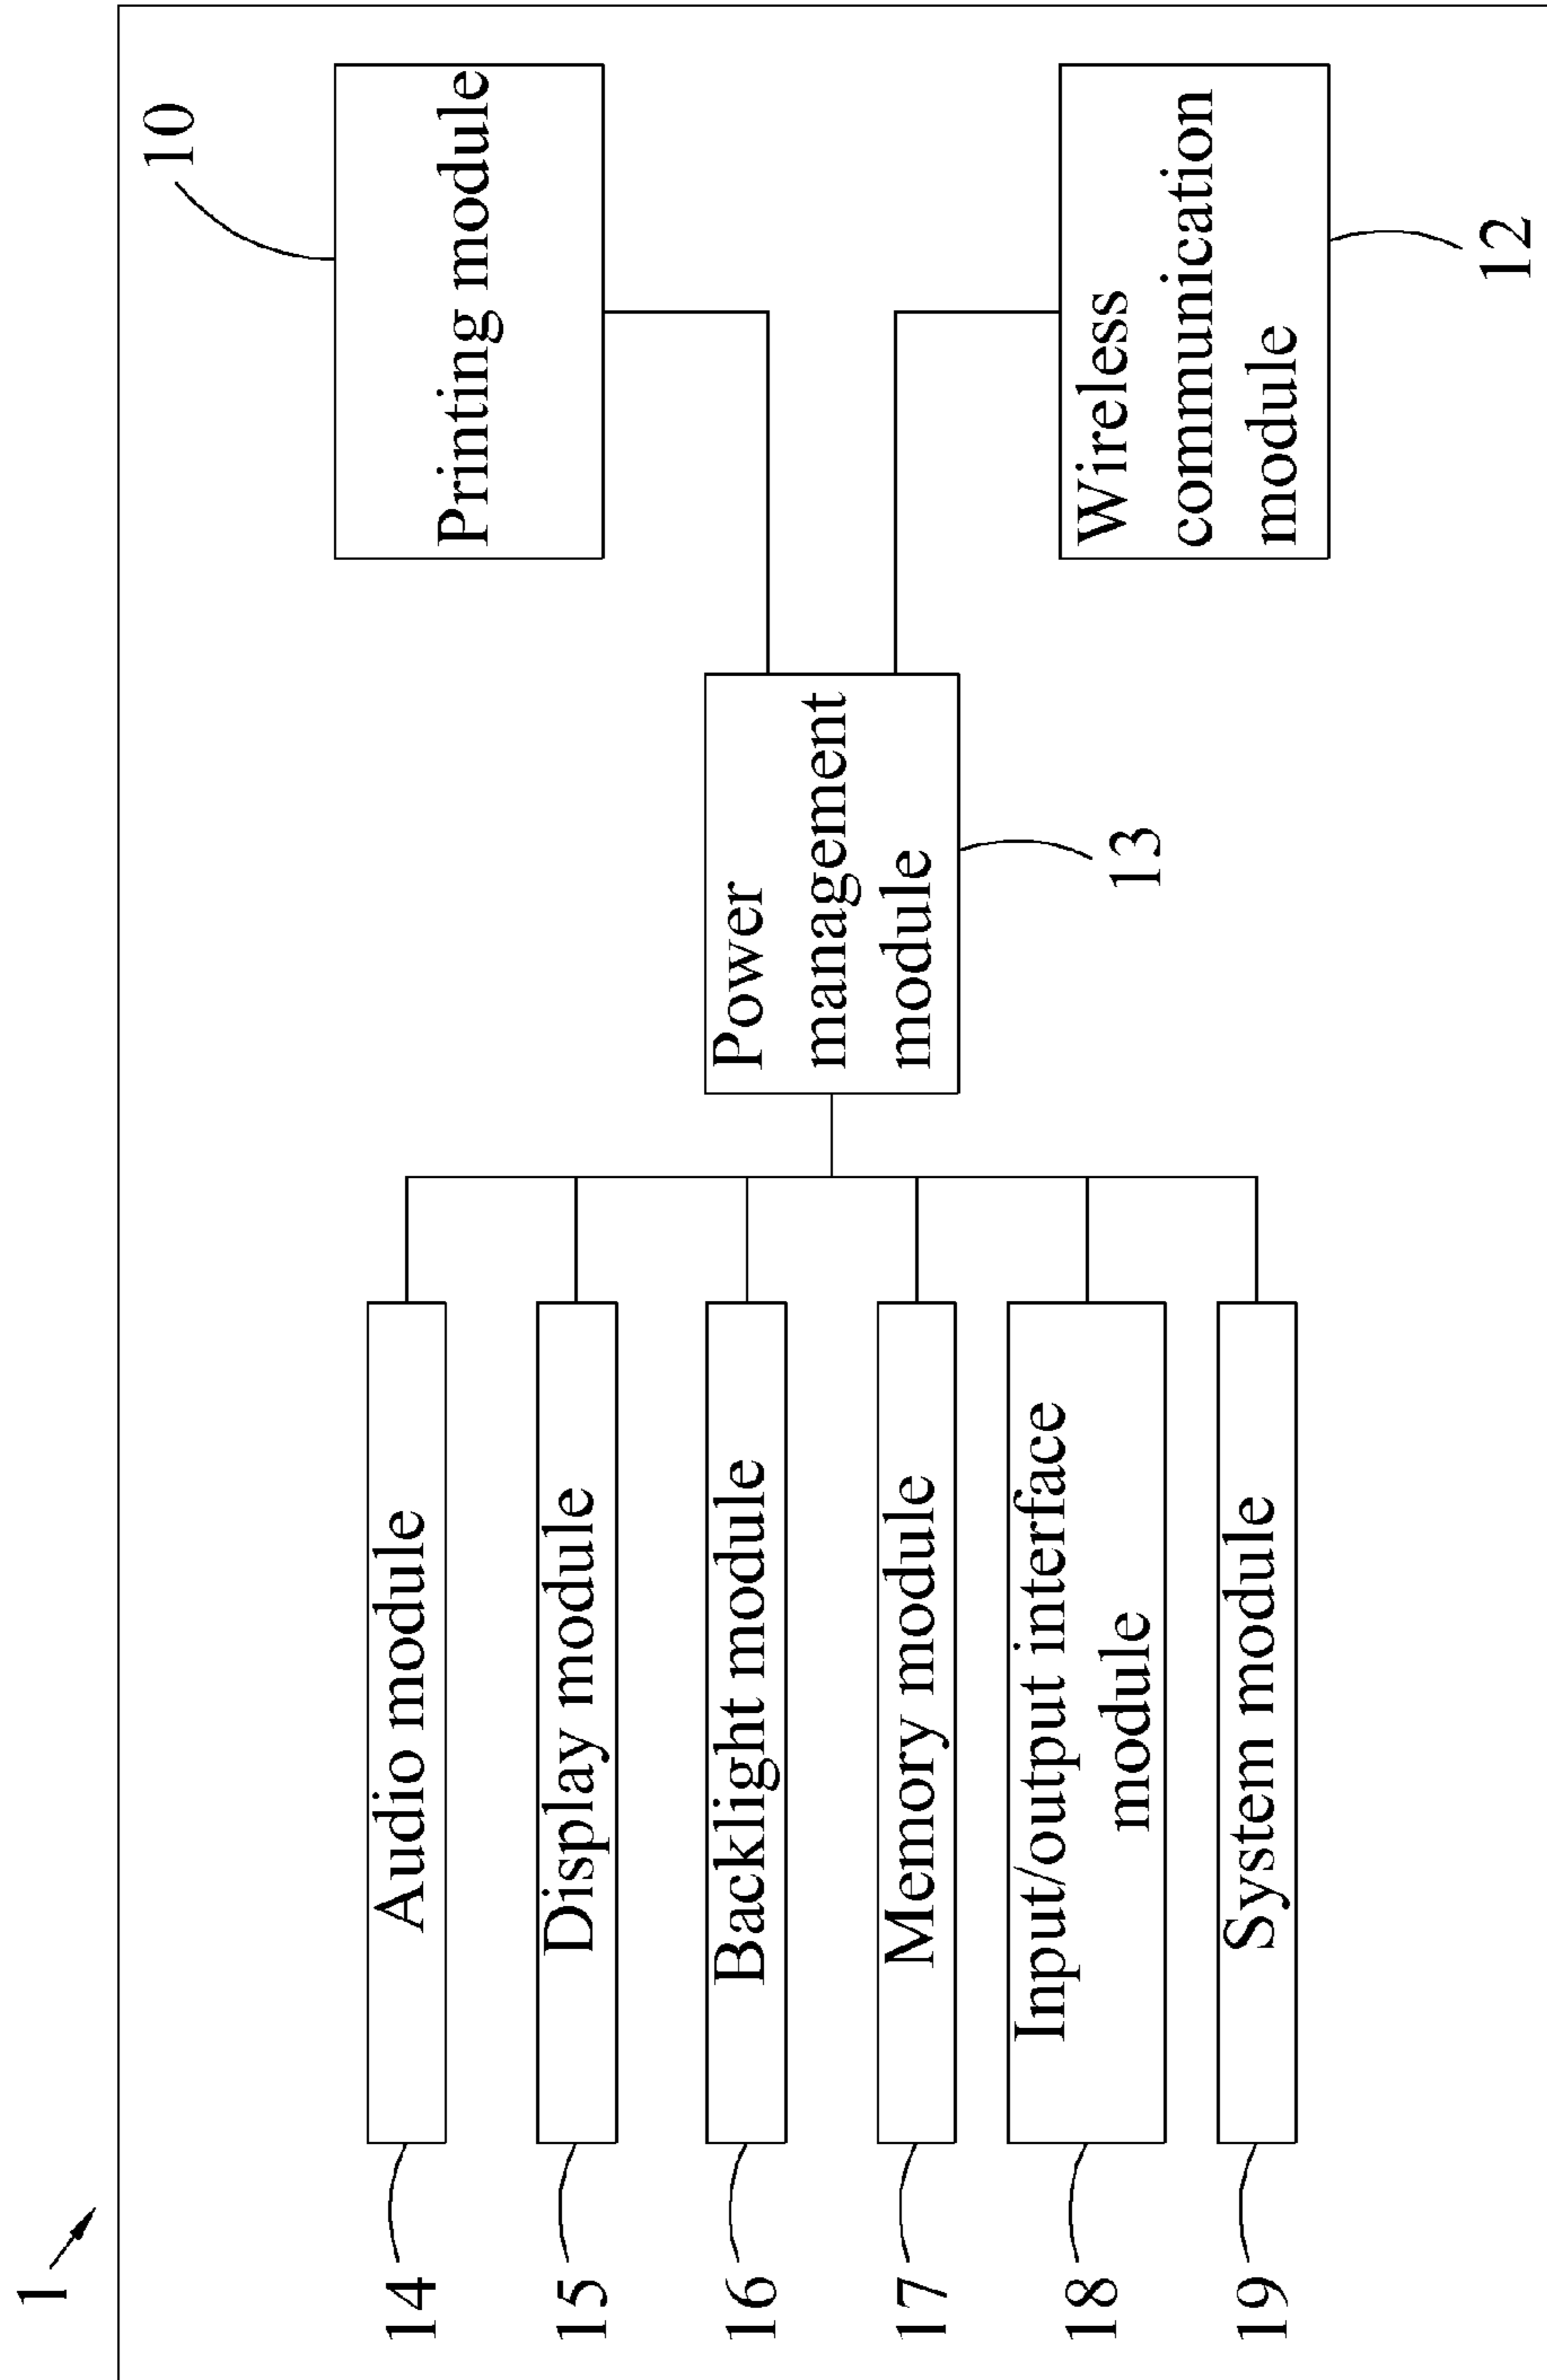 1
14
Audio module
15
Display module
16
Backlight module
17
Memory module
18
Input/output interface
module
19
System module
Power
management
module
13
10
Printing module
Wireless
communication
module
12